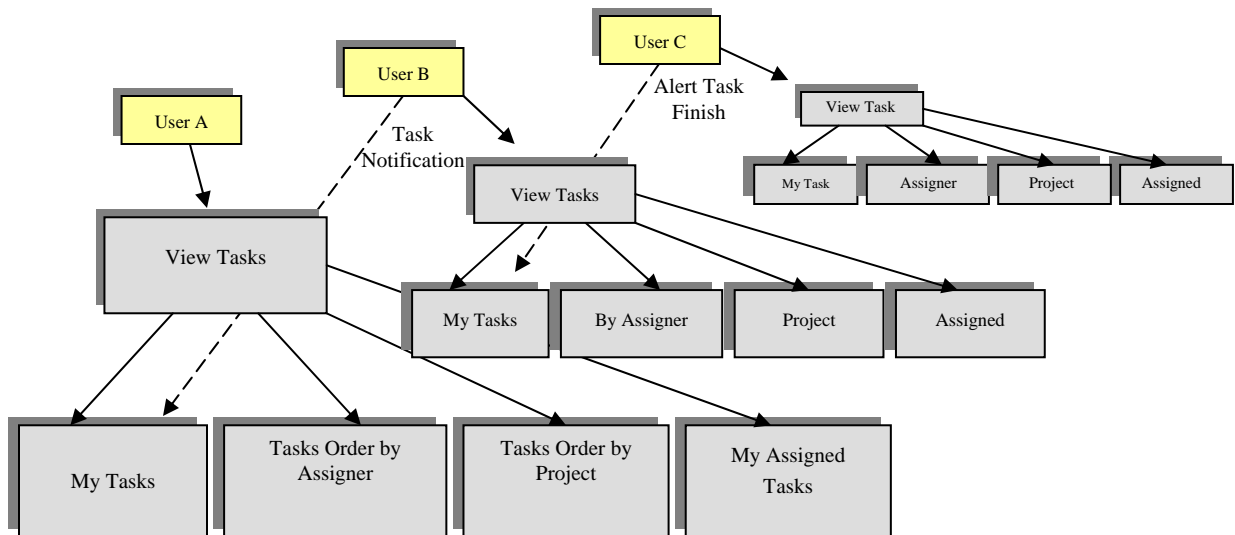 User C
User B
Alert Task
Finish
View Task
User A
Task
Notification
My Task
Assigner
Project
Assigned
View Tasks
View Tasks
My Tasks
By Assigner
Project
Assigned
My Tasks
Tasks Order by
Assigner
Tasks Order by
Project
My Assigned
Tasks